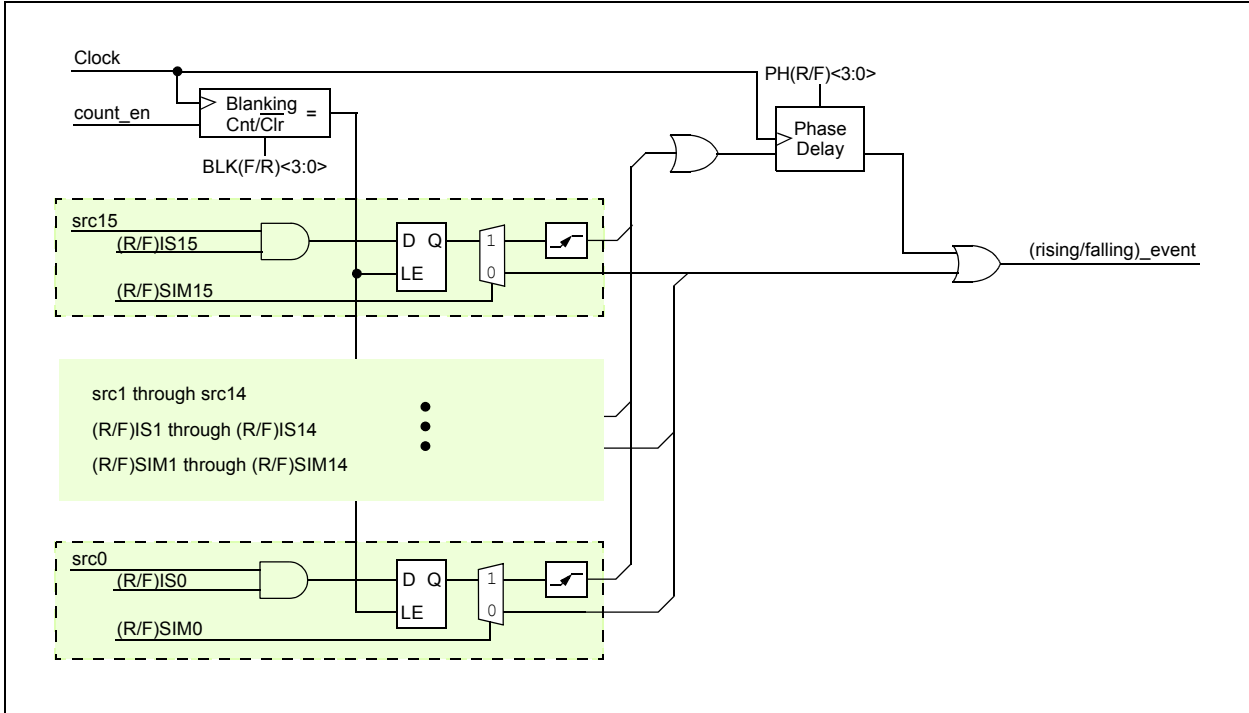 Clock
PH(R/F)<3:0>
count_en
Blanking
Cnt/Clr
=
Phase
Delay
BLK(F/R)<3:0>
src15
(R/F)IS15
D Q
LE
1
0
(R/F)SIM15
(rising/falling)_event
src1 through src14
(R/F)IS1 through (R/F)IS14
(R/F)SIM1 through (R/F)SIM14
src0
(R/F)IS0
D Q
LE
1
0
(R/F)SIM0